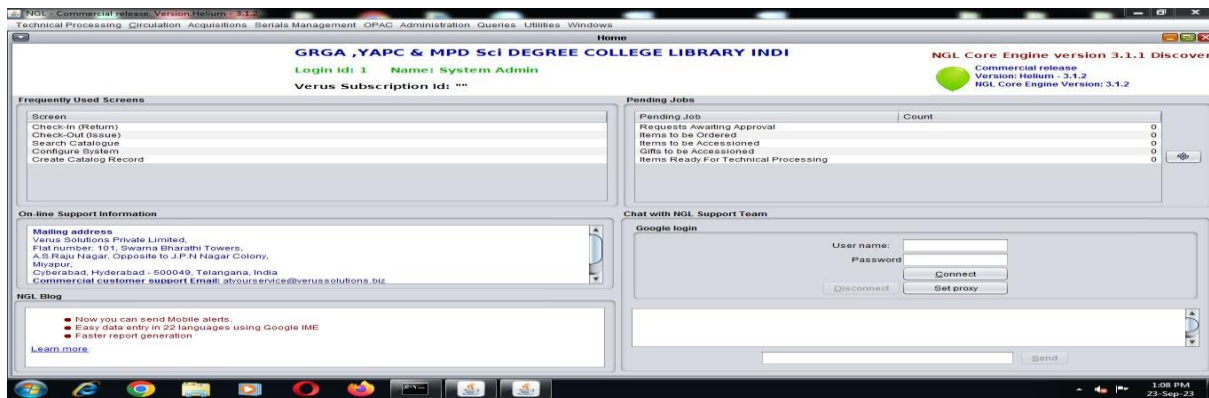 NGL - Commercial release. Version Helium - 3.1.2
Technical Processing Circulation Acquisitions Serials Management OPAC Administration Queries Utilities Windows
Home
GRGA ,YAPC & MPD Sci DEGREE COLLEGE LIBRARY INDI
NGL Core Engine version 3.1.1 Discover
Login Id: 1 Name: System Admin
Commercial release
Version: Helium - 3.1.2
NGL Core Engine Version: 3.1.2
Verus Subscription Id: ""
Frequently Used Screens
Screen
Check-In (Return)
Check-Out (Issue)
Search Catalogue
Configure System
Create Catalog Record
Pending Jobs
Pending Job Count
Requests Awaiting Approval 0
Items to be Ordered 0
Items to be Accessioned 0
Gifts to be Accessioned 0
Items Ready For Technical Processing 0
On-line Support Information
Mailing address
Verus Solutions Private Limited,
Flat number: 101, Swarna Bharathi Towers,
A.S.Raju Nagar, Opposite to J.P.N Nagar Colony,
Miyapur,
Cyberabad, Hyderabad - 500049, Telangana, India
Commercial customer support Email: atyourservice@verussolutions.biz
Chat with NGL Support Team
Google login
User name:
Password
Connect
Disconnect Set proxy
Send
NGL Blog
Now you can send Mobile alerts.
Easy data entry in 22 languages using Google IME
Faster report generation
Learn more
1:08 PM
23-Sep-23